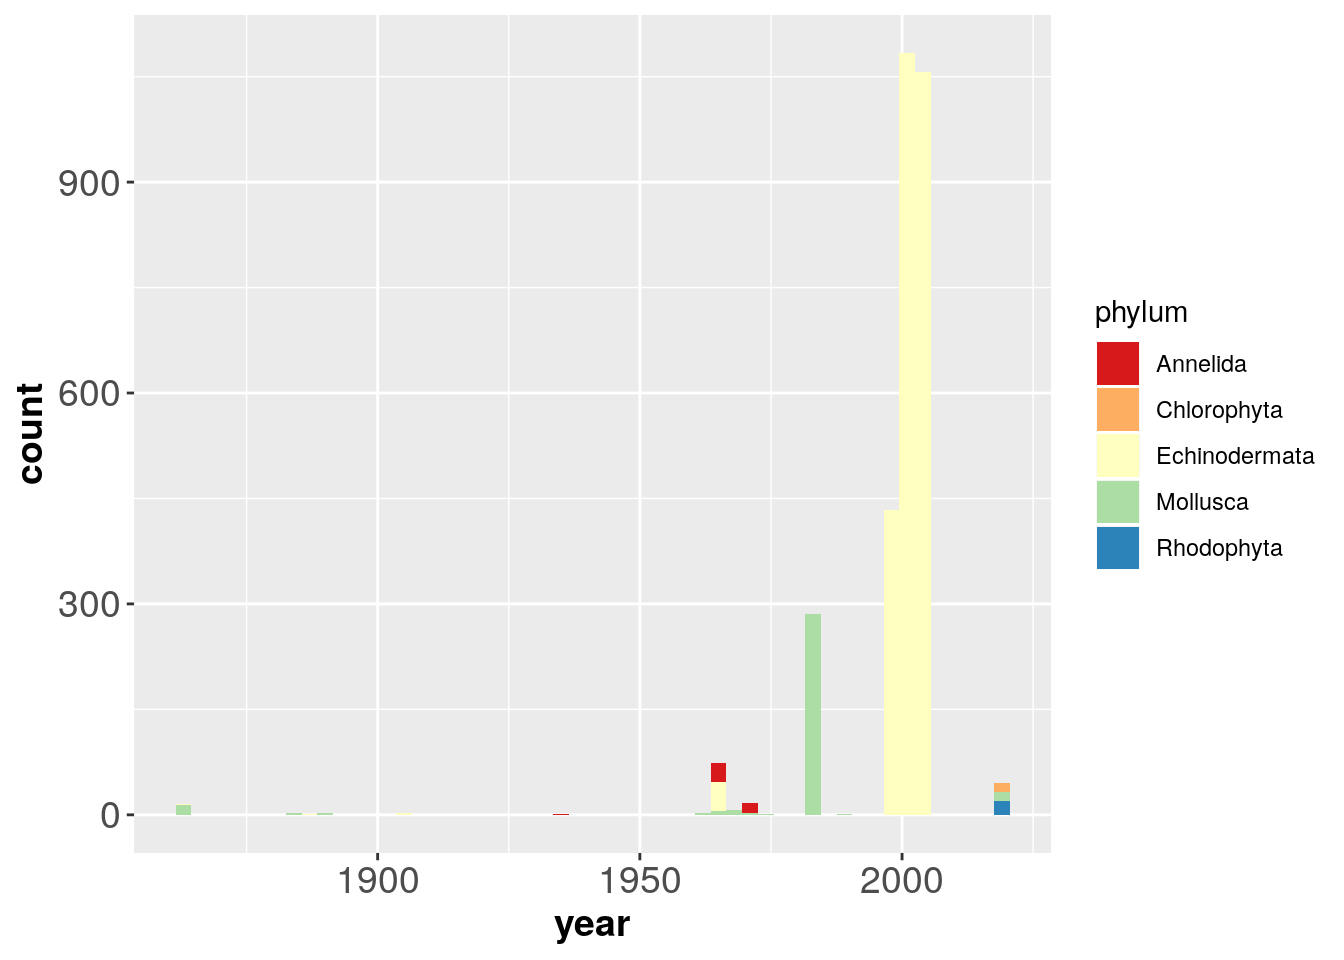 900
600
300
0
count
1900
1950
2000
year
phylum
Annelida
Chlorophyta
Echinodermata
Mollusca
Rhodophyta